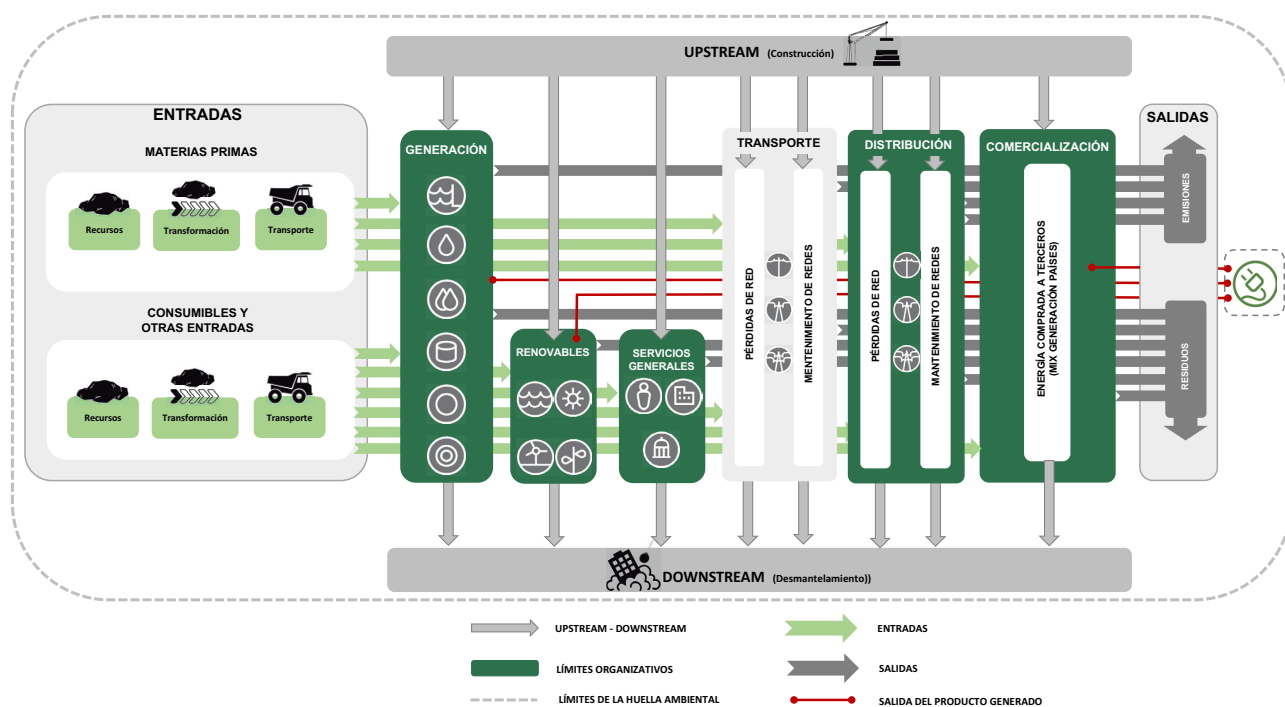 UPSTREAM (Construcción)
ENTRADAS
MATERIAS PRIMAS
Recursos
Transformación
Transporte
CONSUMIBLES Y
OTRAS ENTRADAS
Recursos
Transformación
Transporte
GENERACIÓN
RENOVABLES
SERVICIOS
GENERALES
TRANSPORTE
PÉRDIDAS DE RED
MENTENIMIENTO DE REDES
DISTRIBUCIÓN
PÉRDIDAS DE RED
MANTENIMIENTO DE REDES
COMERCIALIZACIÓN
ENERGÍA COMPRADA A TERCEROS
(MIX GENERACIÓN PAÍSES)
SALIDAS
EMISIONES
RESIDUOS
DOWNSTREAM (Desmantelamiento))
UPSTREAM - DOWNSTREAM
ENTRADAS
LÍMITES ORGANIZATIVOS
SALIDAS
LÍMITES DE LA HUELLA AMBIENTAL
SALIDA DEL PRODUCTO GENERADO